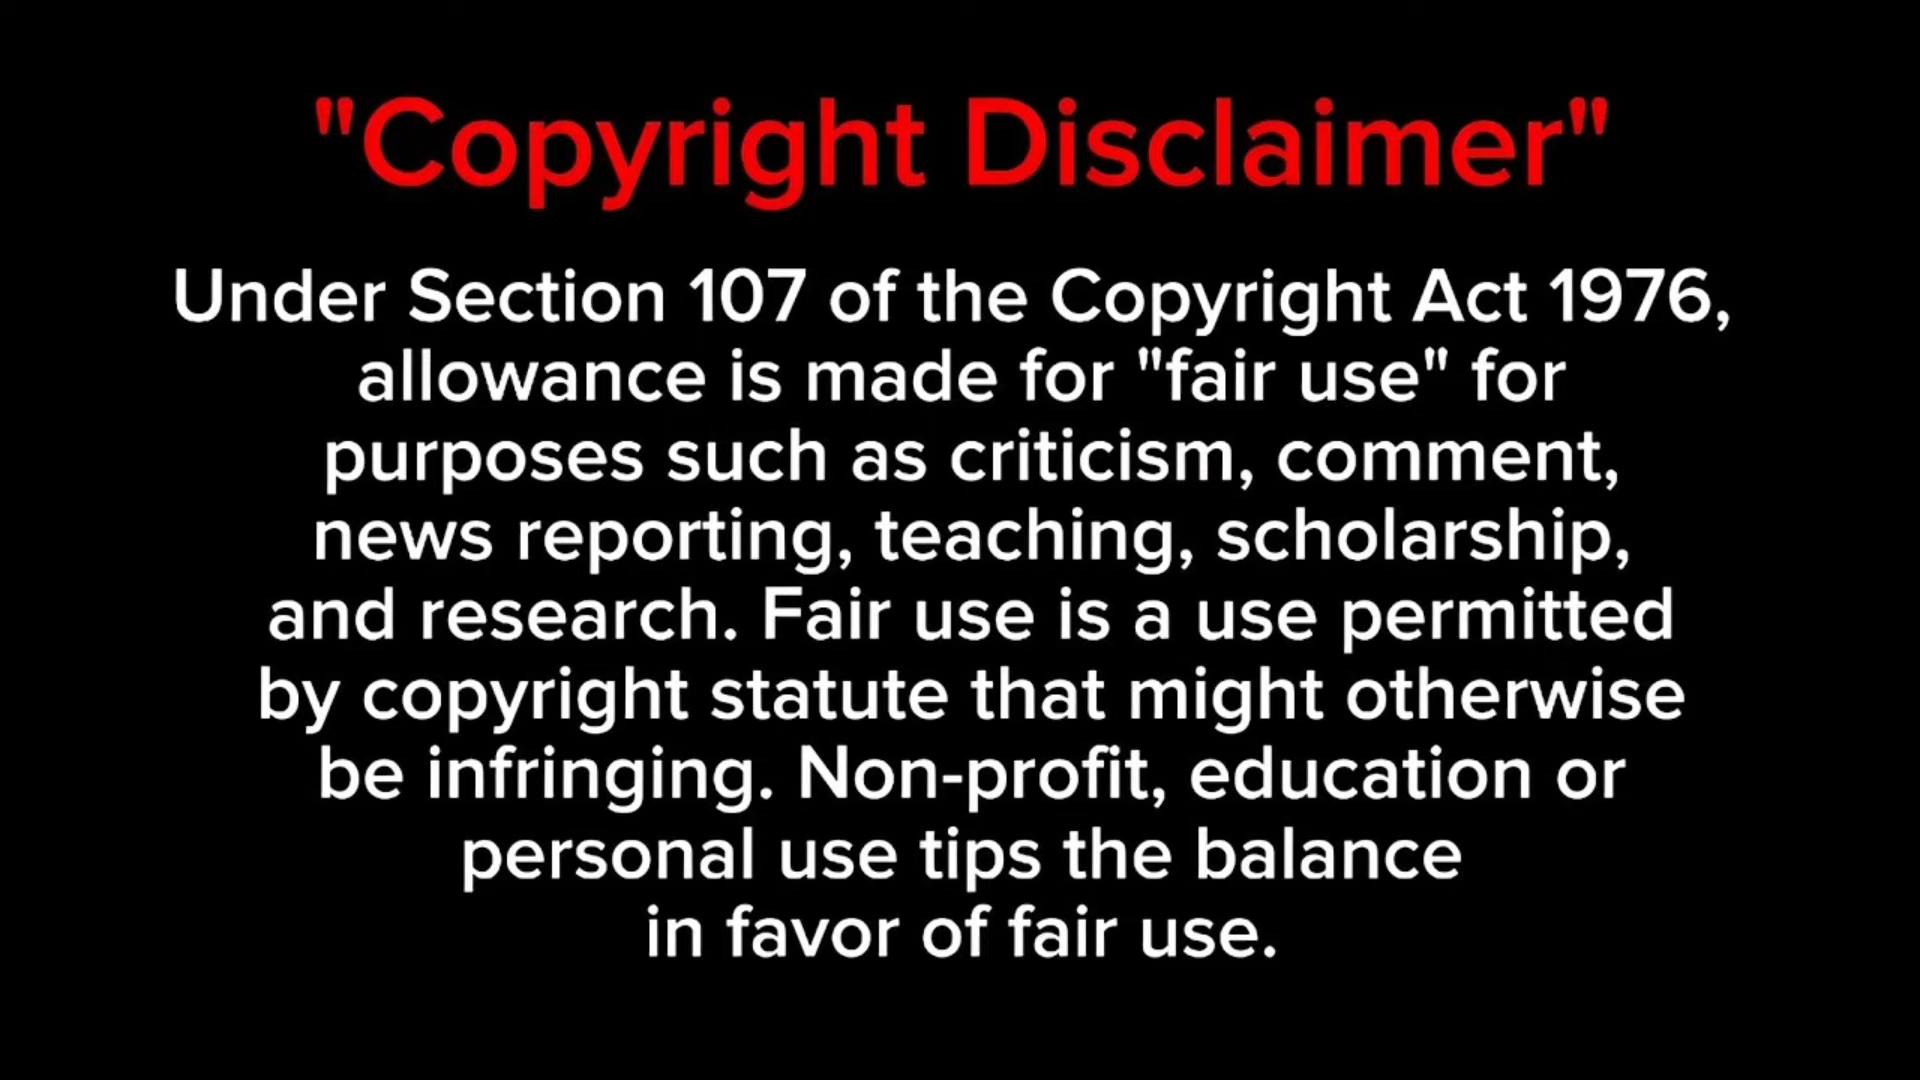 "Copyright Disclaimer"
Under Section 107 of the Copyright Act 1976,
allowance is made for "fair use" for
purposes such as criticism, comment,
news reporting, teaching, scholarship,
and research. Fair use is a use permitted
by copyright statute that might otherwise
be infringing. Non-profit, education or
personal use tips the balance
in favor of fair use.